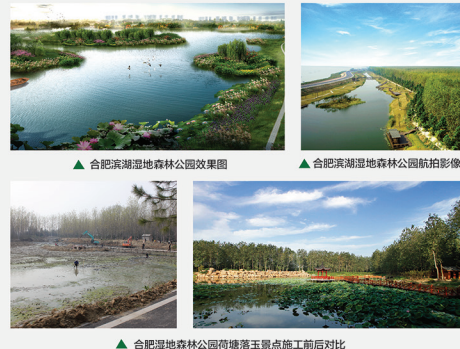 ▲ 合肥滨湖湿地森林公园效果图
▲ 合肥滨湖湿地森林公园航拍影像
▲ 合肥湿地森林公园荷塘落玉景点施工前后对比